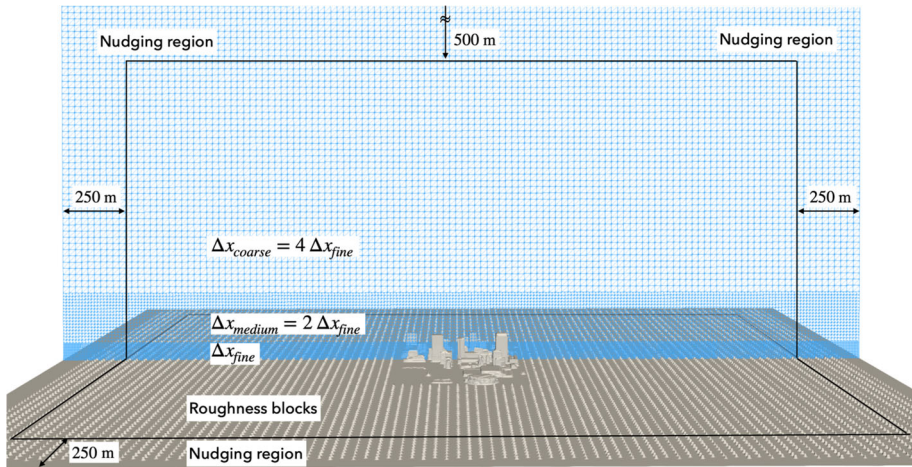 ≈
500 m
Nudging region
Nudging region
250 m
250 m
Δx_coarse = 4 Δx_fine
Δx_medium = 2 Δx_fine
Δx_fine
Roughness blocks
250 m
Nudging region